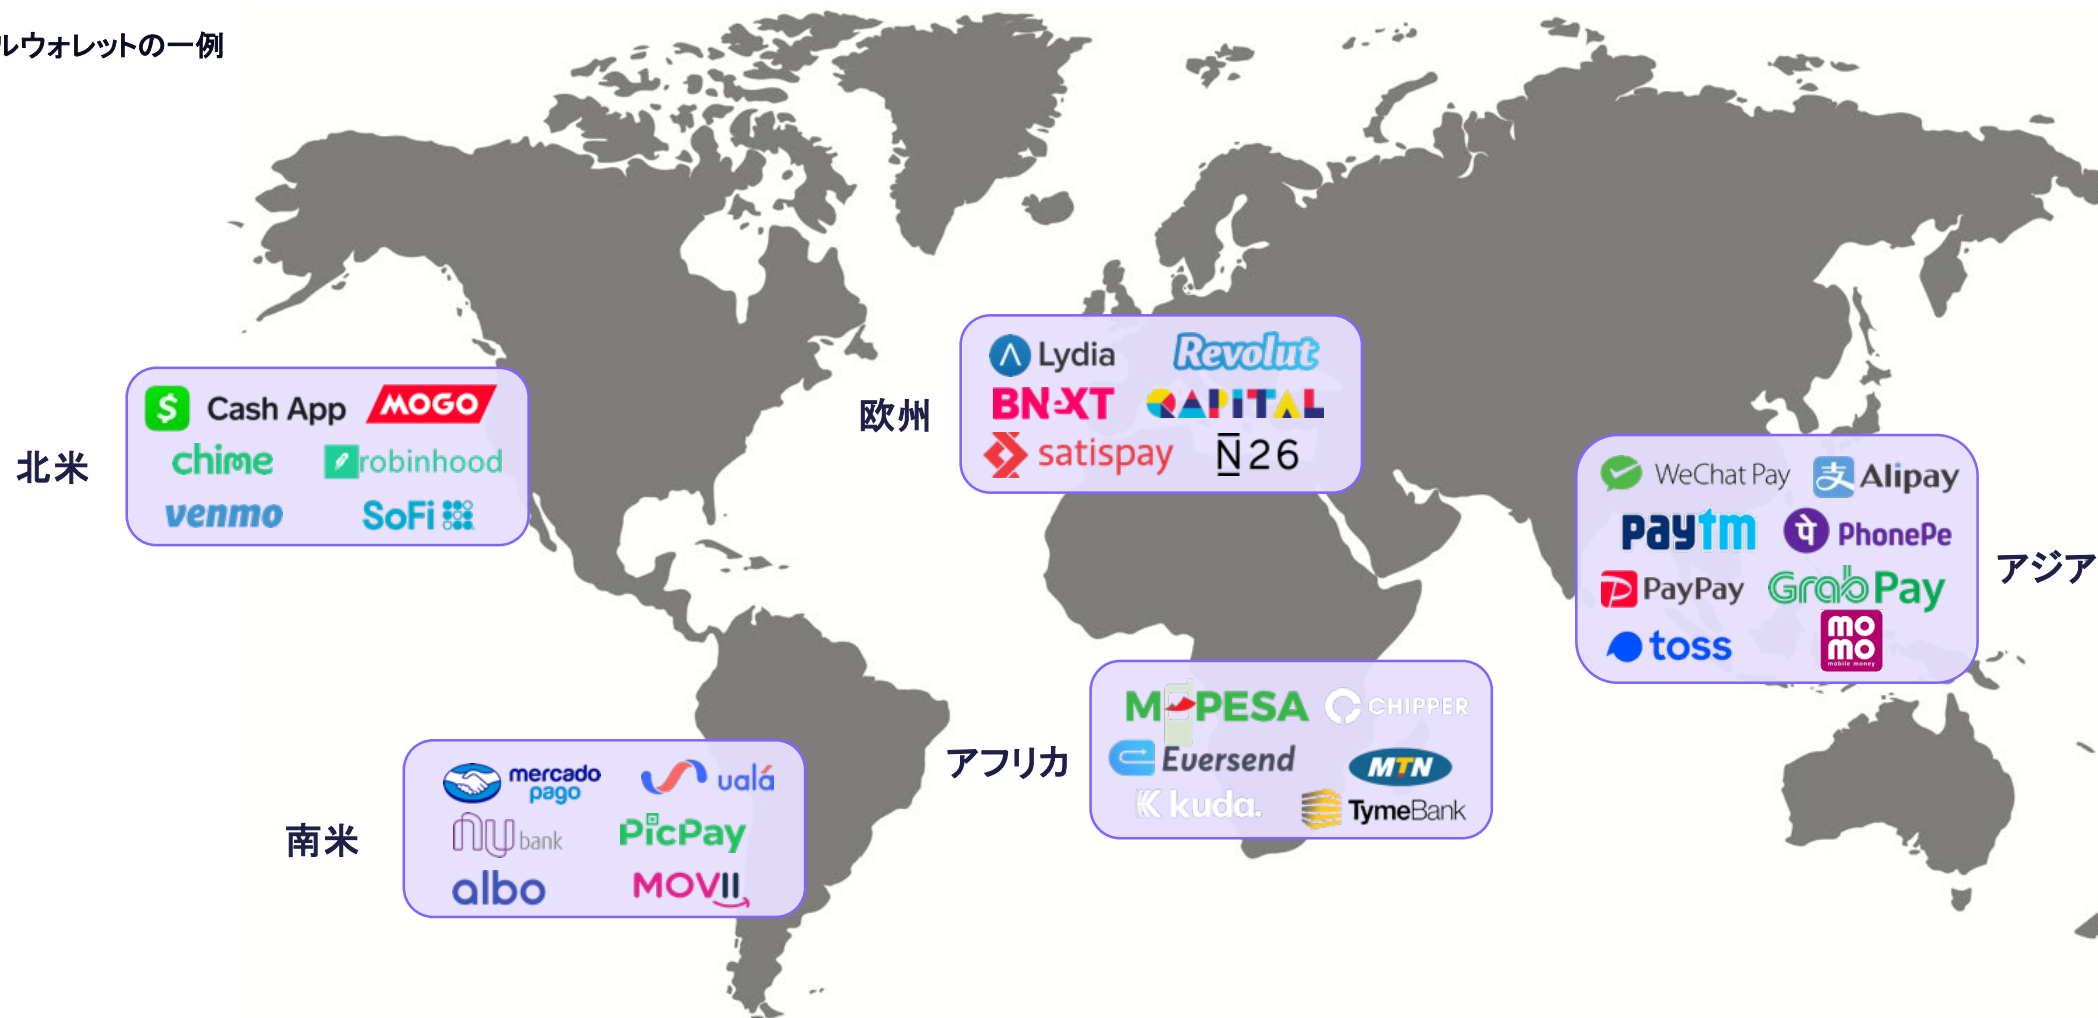 ルウォレットの一例
北米
Cash App MOGO
chime robinhood
venmo SoFi
欧州
Lydia Revolut
BNEXT QAPITAL
satispay N26
アジア
WeChat Pay 支 Alipay
paytm पे PhonePe
PayPay GrabPay
toss momo
mobile money
アフリカ
M-PESA CHIPPER
Eversend MTN
K kuda. TymeBank
南米
mercado pago ualá
nu bank PicPay
albo MOVII